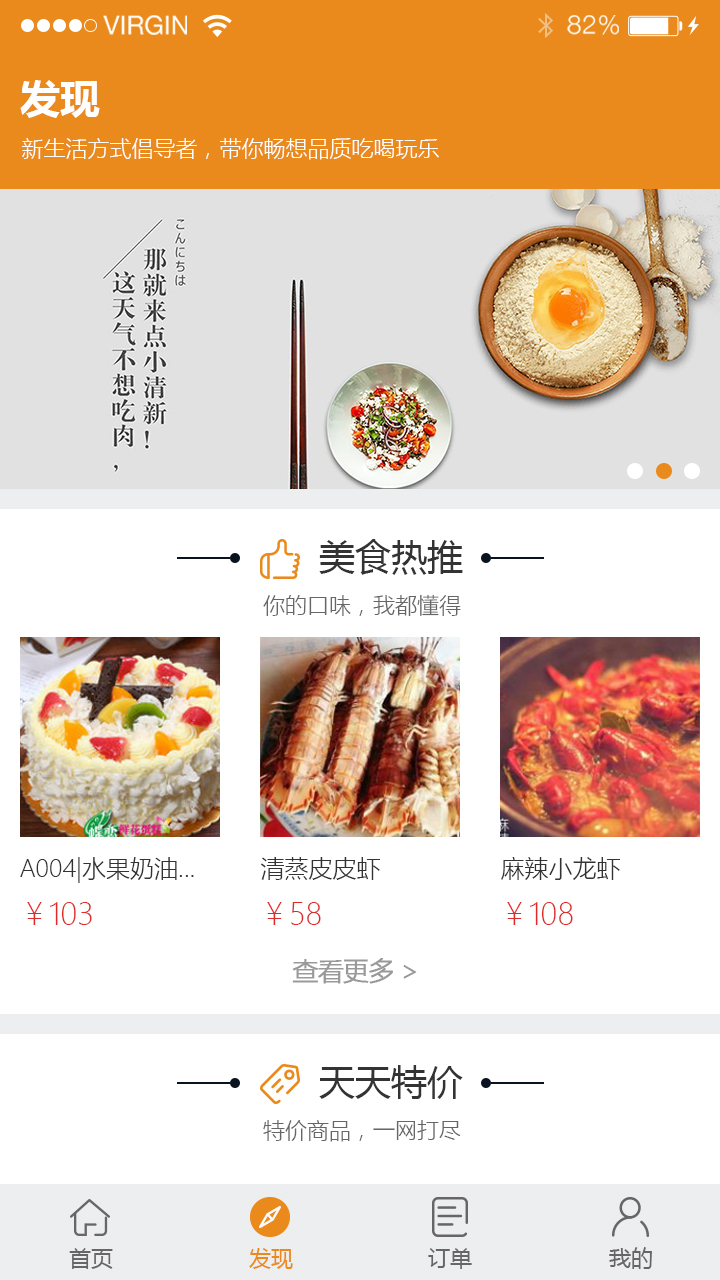 VIRGIN
82%
发现
新生活方式倡导者，带你畅想品质吃喝玩乐
こんにちは
这天气不想吃肉，
那就来点小清新！
美食热推
你的口味，我都懂得
A004|水果奶油...
清蒸皮皮虾
麻辣小龙虾
￥103
￥58
￥108
查看更多 >
天天特价
特价商品，一网打尽
首页
发现
订单
我的